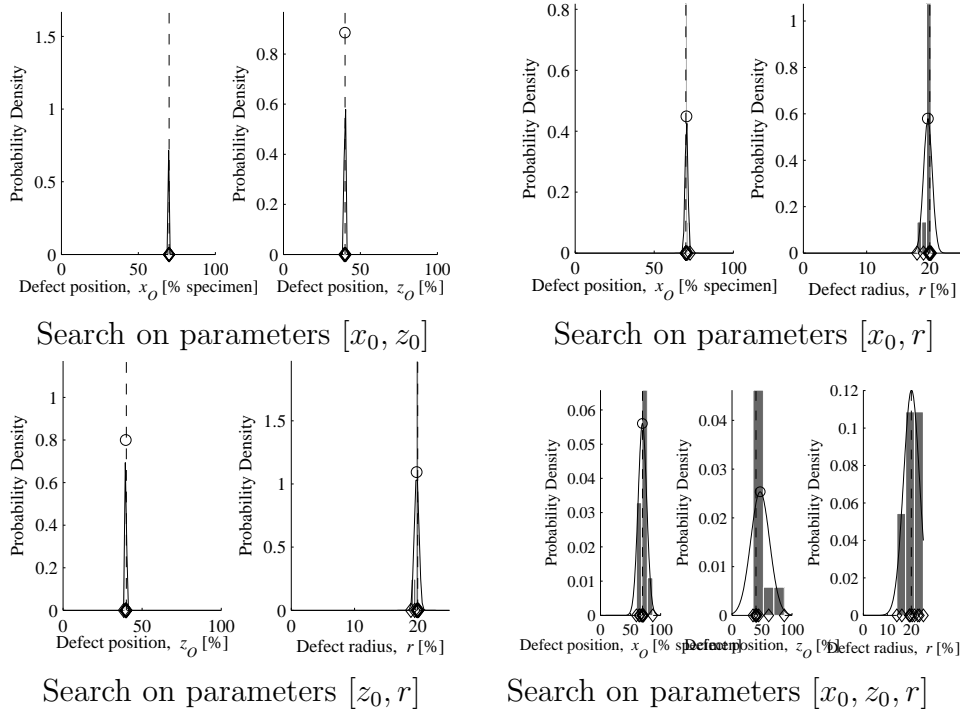 1.5
1
0.5
0
Probability Density
0 50 100
Defect position, x_O [% specimen]
0.8
0.6
0.4
0.2
0
Probability Density
0 50 100
Defect position, z_O [%]
Search on parameters [x_0, z_0]
0.8
0.6
0.4
0.2
0
Probability Density
0 50 100
Defect position, x_O [% specimen]
1
0.8
0.6
0.4
0.2
0
Probability Density
0 10 20
Defect radius, r [%]
Search on parameters [x_0, r]
1
0.8
0.6
0.4
0.2
0
Probability Density
0 50 100
Defect position, z_O [%]
1.5
1
0.5
0
Probability Density
0 10 20
Defect radius, r [%]
Search on parameters [z_0, r]
0.06
0.05
0.04
0.03
0.02
0.01
0
Probability Density
0 50 100
Defect position, x_O [% specimen]
0.04
0.03
0.02
0.01
0
Probability Density
0 50 100
Defect position, z_O [%]
0.12
0.1
0.08
0.06
0.04
0.02
0
Probability Density
0 10 20
Defect radius, r [%]
Search on parameters [x_0, z_0, r]